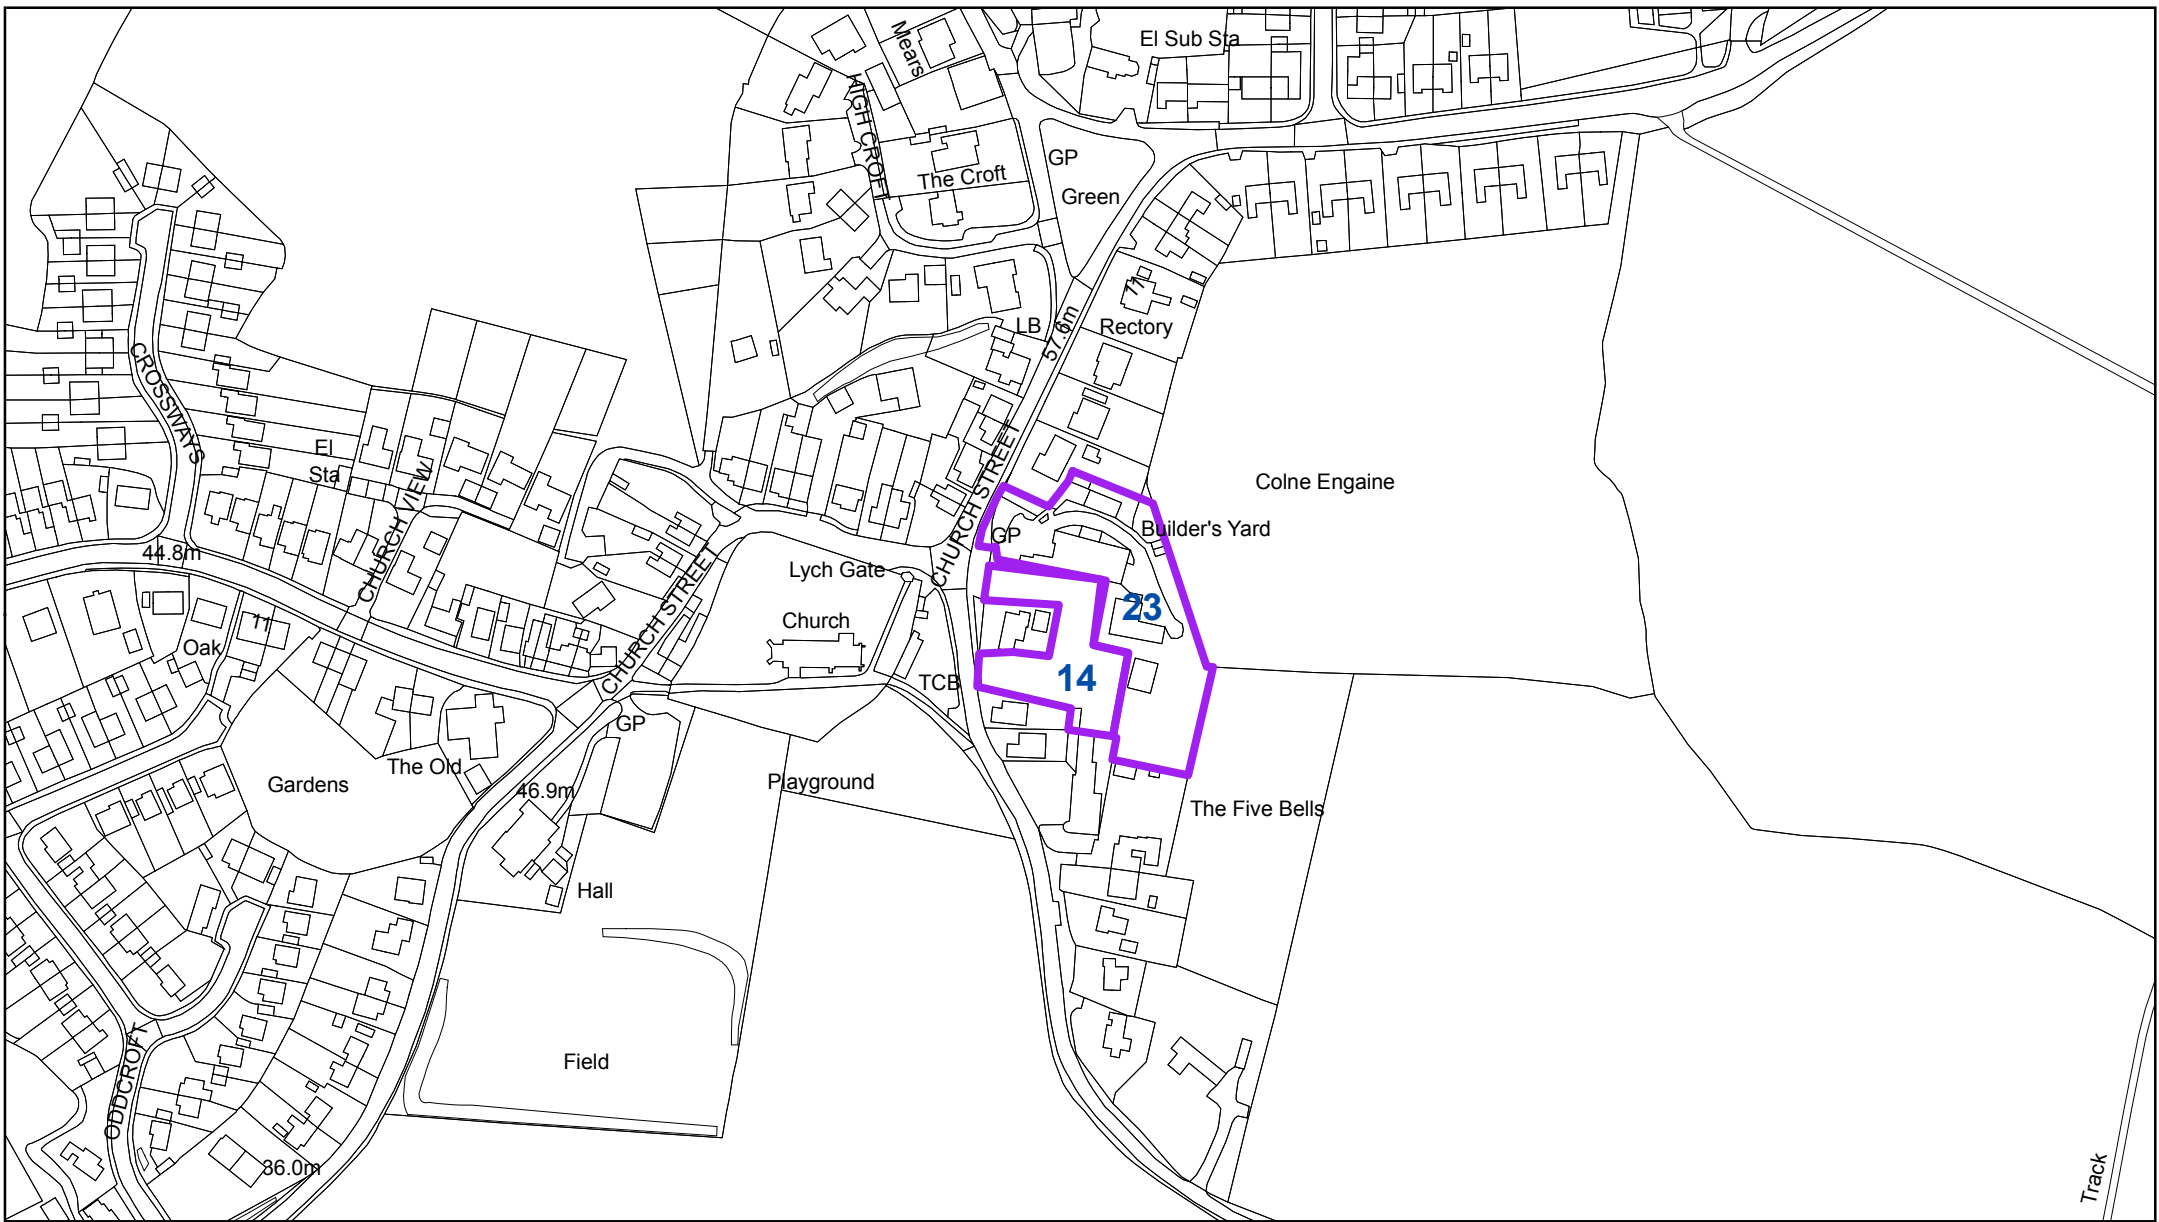 El Sub Sta
Mears
HIGH CROFT
GP
The Croft
Green
11
57.6m
LB
Rectory
CROSSWAYS
El
Sta
CHURCH VIEW
CHURCH STREET
Colne Engaine
GP
Builder's Yard
44.8m
CHURCH STREET
Lych Gate
Church
23
11
Oak
TCB
14
GP
The Old
Gardens
46.9m
Playground
The Five Bells
Hall
Field
ODDCROFT
36.0m
Track